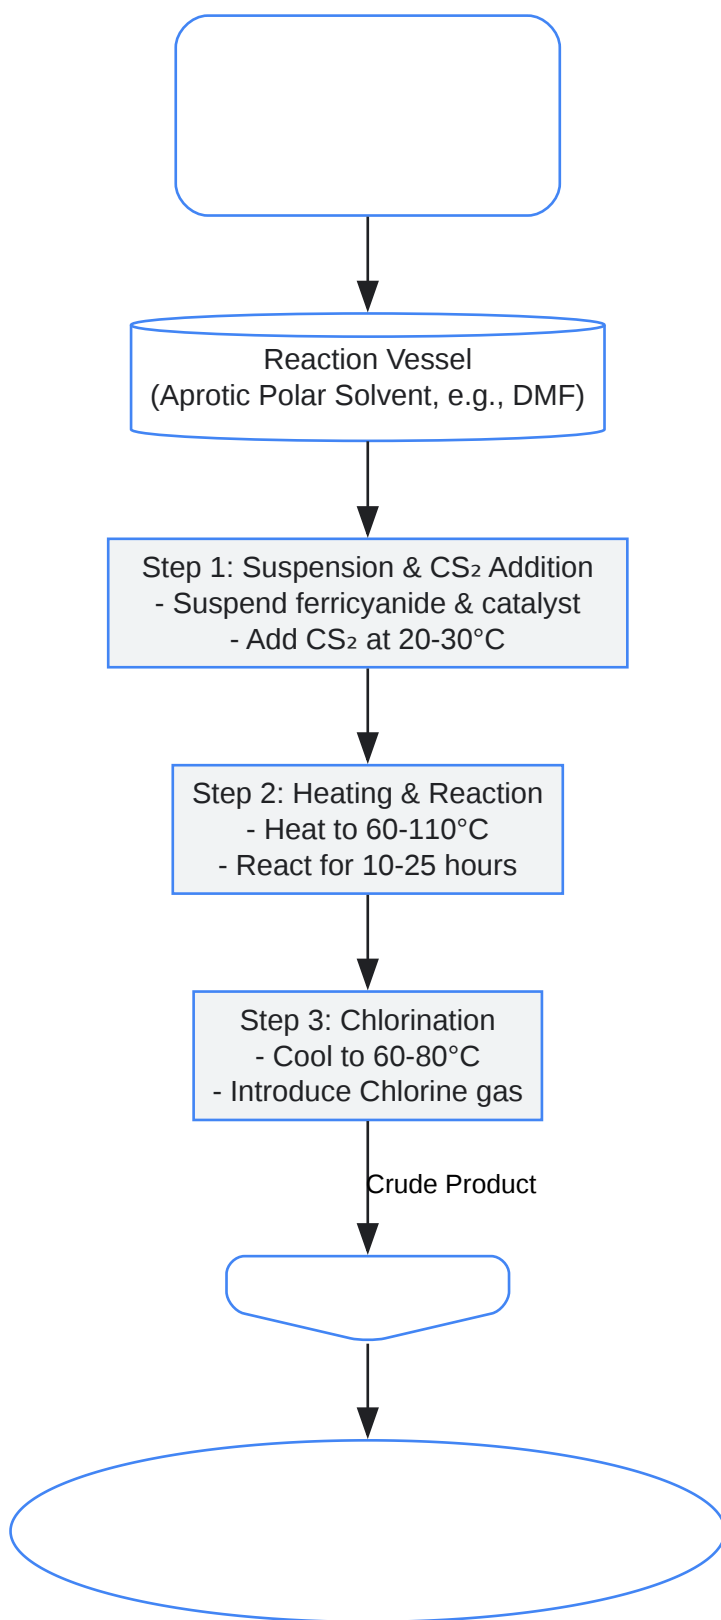 Reaction Vessel
(Aprotic Polar Solvent, e.g., DMF)
Step 1: Suspension & CS₂ Addition
- Suspend ferricyanide & catalyst
- Add CS₂ at 20-30°C
Step 2: Heating & Reaction
- Heat to 60-110°C
- React for 10-25 hours
Step 3: Chlorination
- Cool to 60-80°C
- Introduce Chlorine gas
Crude Product